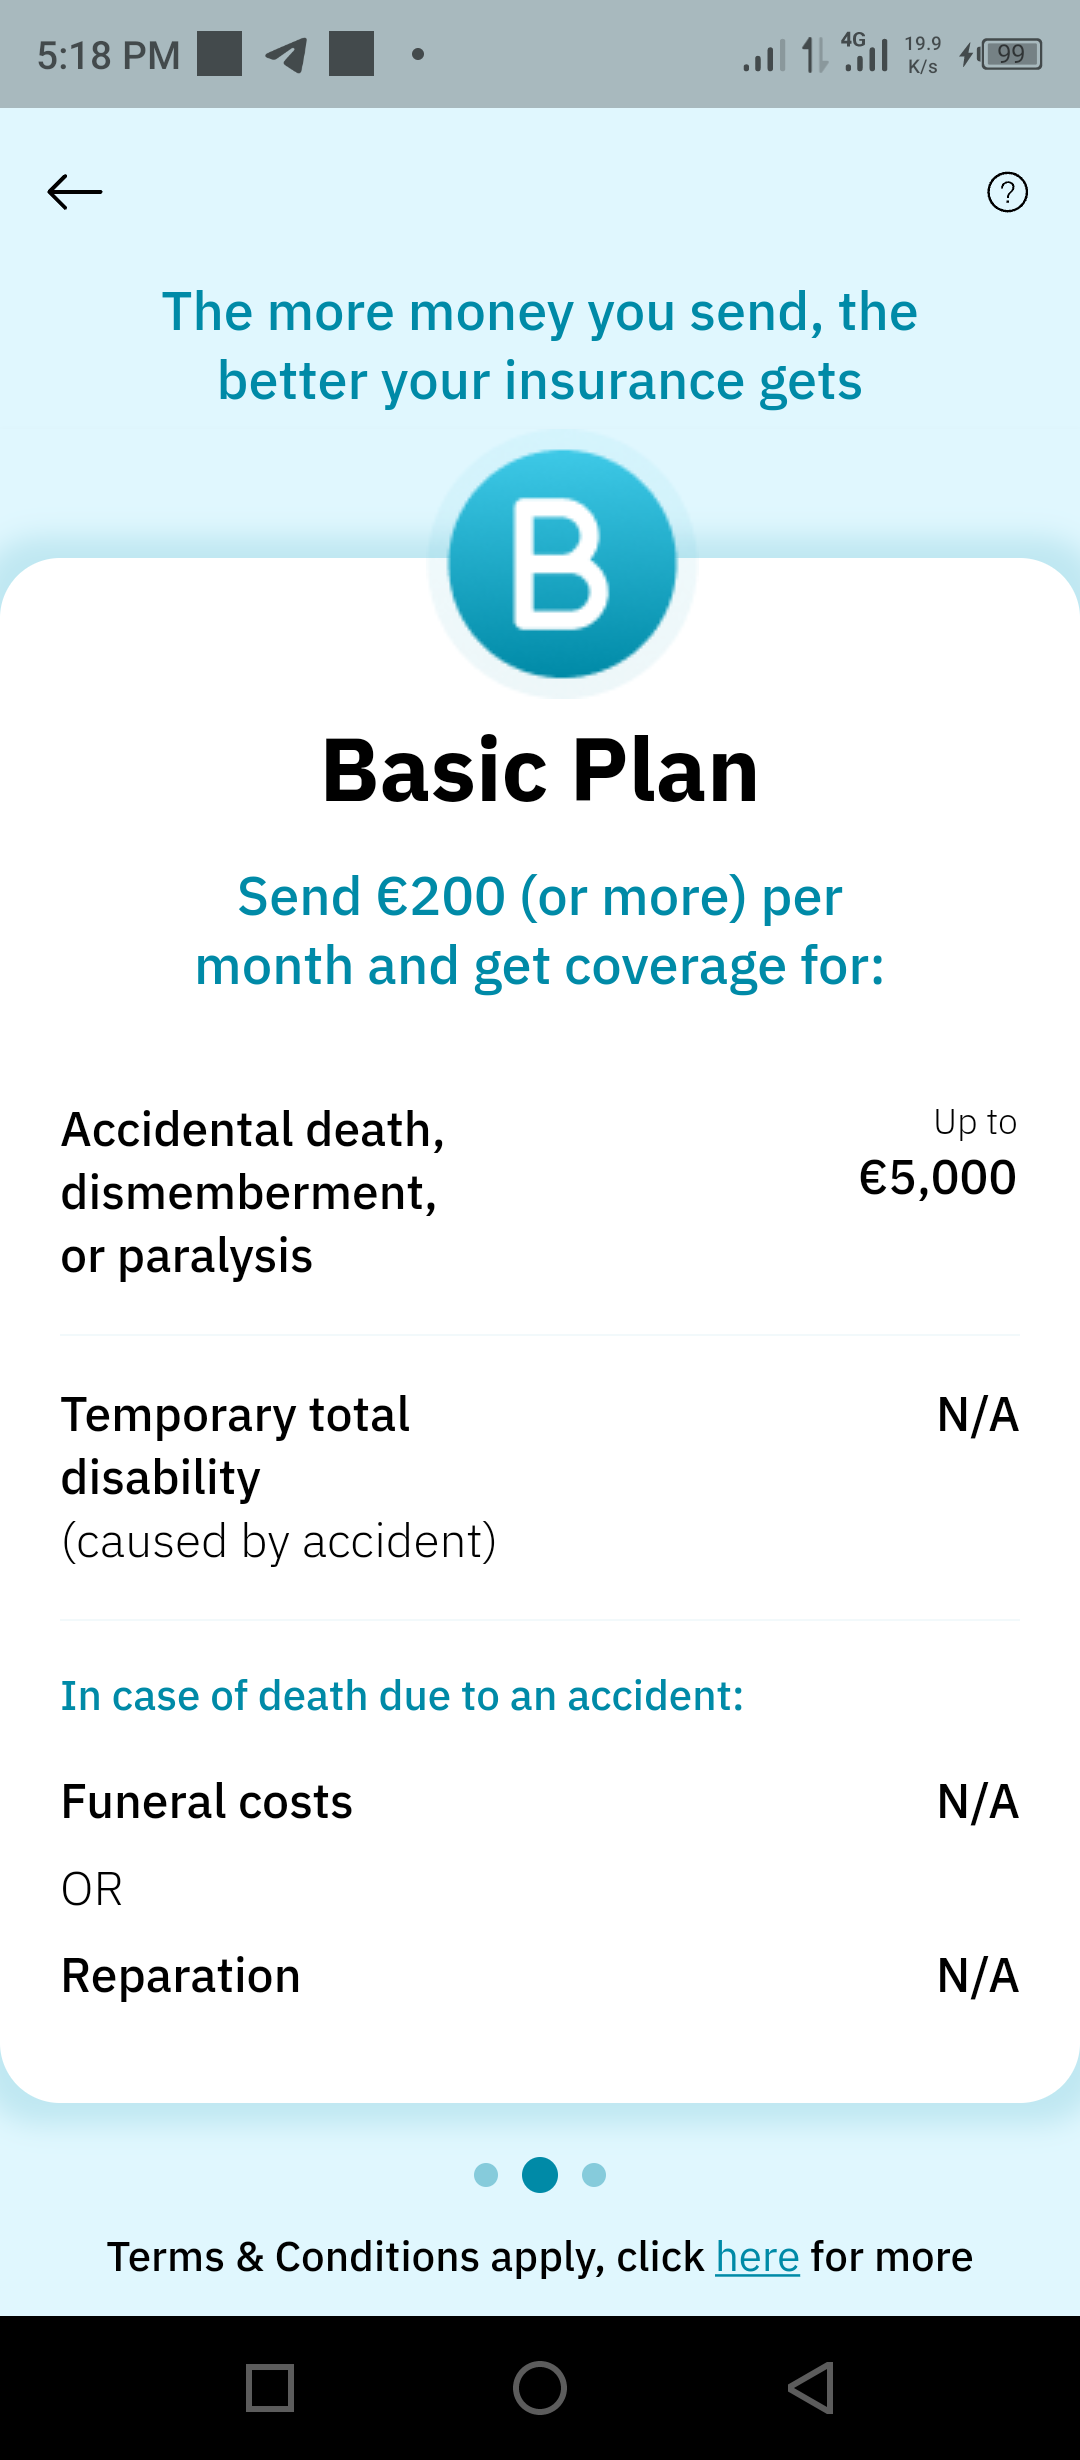 5:18 PM
4G
19.9
K/s
99
The more money you send, the
better your insurance gets
B
Basic Plan
Send €200 (or more) per
month and get coverage for:
Accidental death,
dismemberment,
or paralysis
Up to
€5,000
Temporary total
disability
(caused by accident)
N/A
In case of death due to an accident:
Funeral costs
N/A
OR
Reparation
N/A
Terms & Conditions apply, click here for more